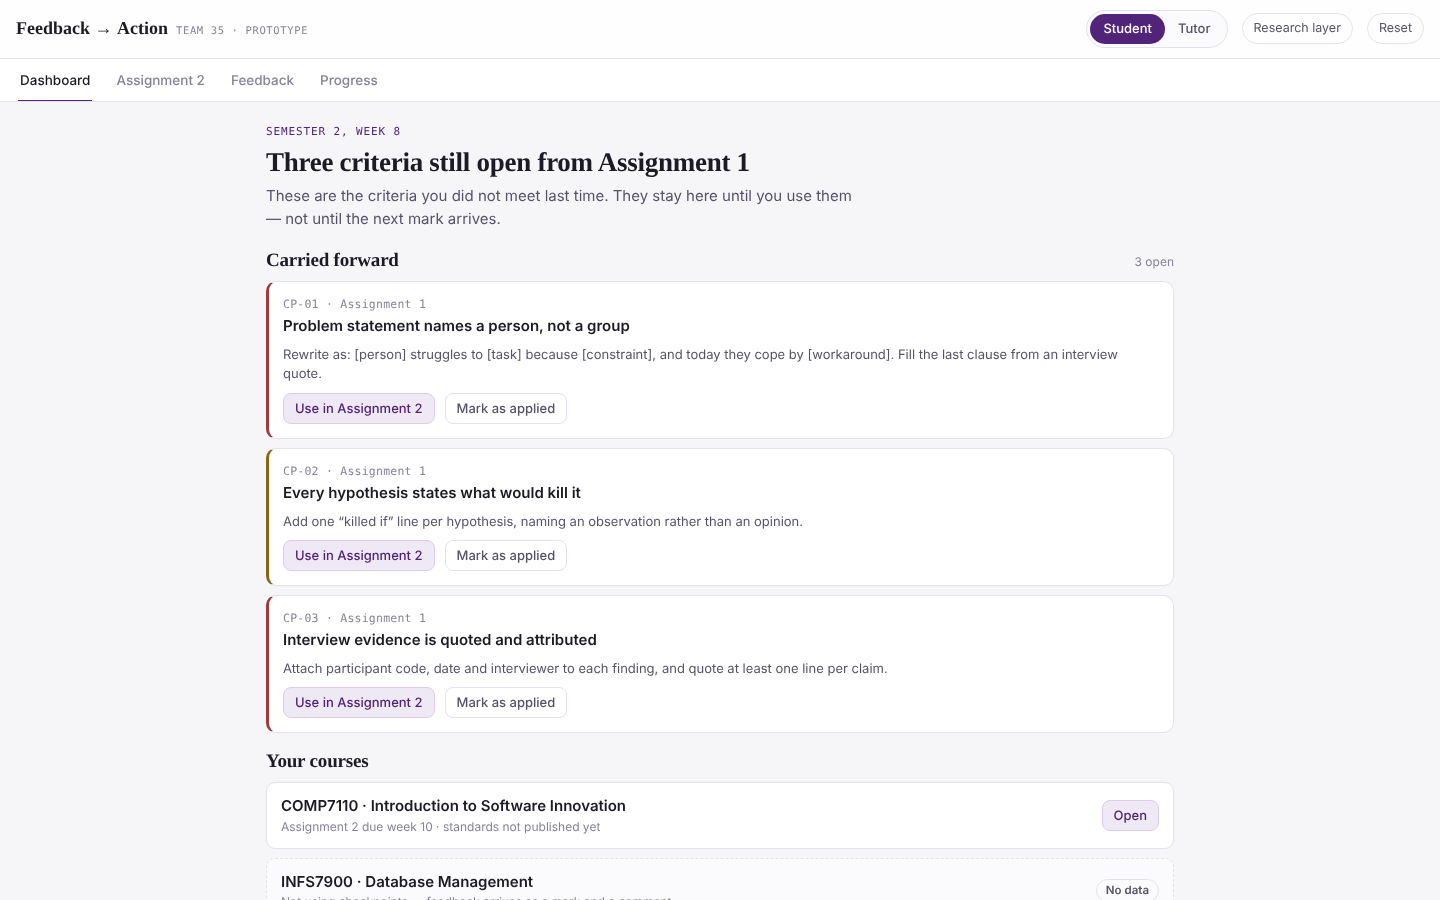 Feedback → Action TEAM 35 · PROTOTYPE
Student Tutor Research layer Reset
Dashboard Assignment 2 Feedback Progress
SEMESTER 2, WEEK 8
Three criteria still open from Assignment 1
These are the criteria you did not meet last time. They stay here until you use them
— not until the next mark arrives.
Carried forward 3 open
CP-01 · Assignment 1
Problem statement names a person, not a group
Rewrite as: [person] struggles to [task] because [constraint], and today they cope by [workaround]. Fill the last clause from an interview
quote.
Use in Assignment 2 Mark as applied
CP-02 · Assignment 1
Every hypothesis states what would kill it
Add one “killed if” line per hypothesis, naming an observation rather than an opinion.
Use in Assignment 2 Mark as applied
CP-03 · Assignment 1
Interview evidence is quoted and attributed
Attach participant code, date and interviewer to each finding, and quote at least one line per claim.
Use in Assignment 2 Mark as applied
Your courses
COMP7110 · Introduction to Software Innovation
Assignment 2 due week 10 · standards not published yet
Open
INFS7900 · Database Management
No data